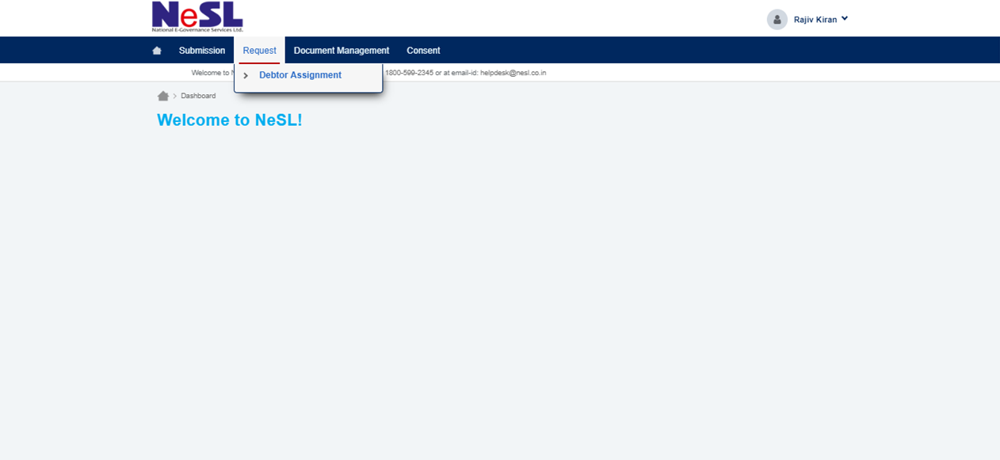 NeSL
National E-Governance Services Ltd.
Rajiv Kiran
Submission Request Document Management Consent
Welcome to 1800-599-2345 or at email-id: helpdesk@nesl.co.in
Debtor Assignment
Dashboard
Welcome to NeSL!